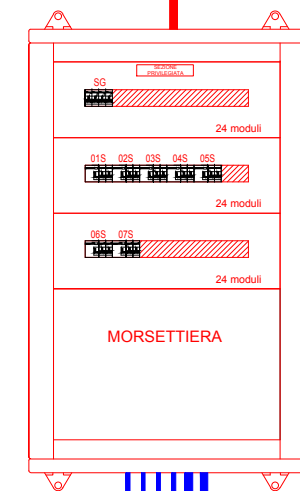 SEZIONE
PRIVILEGIATA
SG
24 moduli
01S 02S 03S 04S 05S
24 moduli
06S 07S
24 moduli
MORSETTIERA